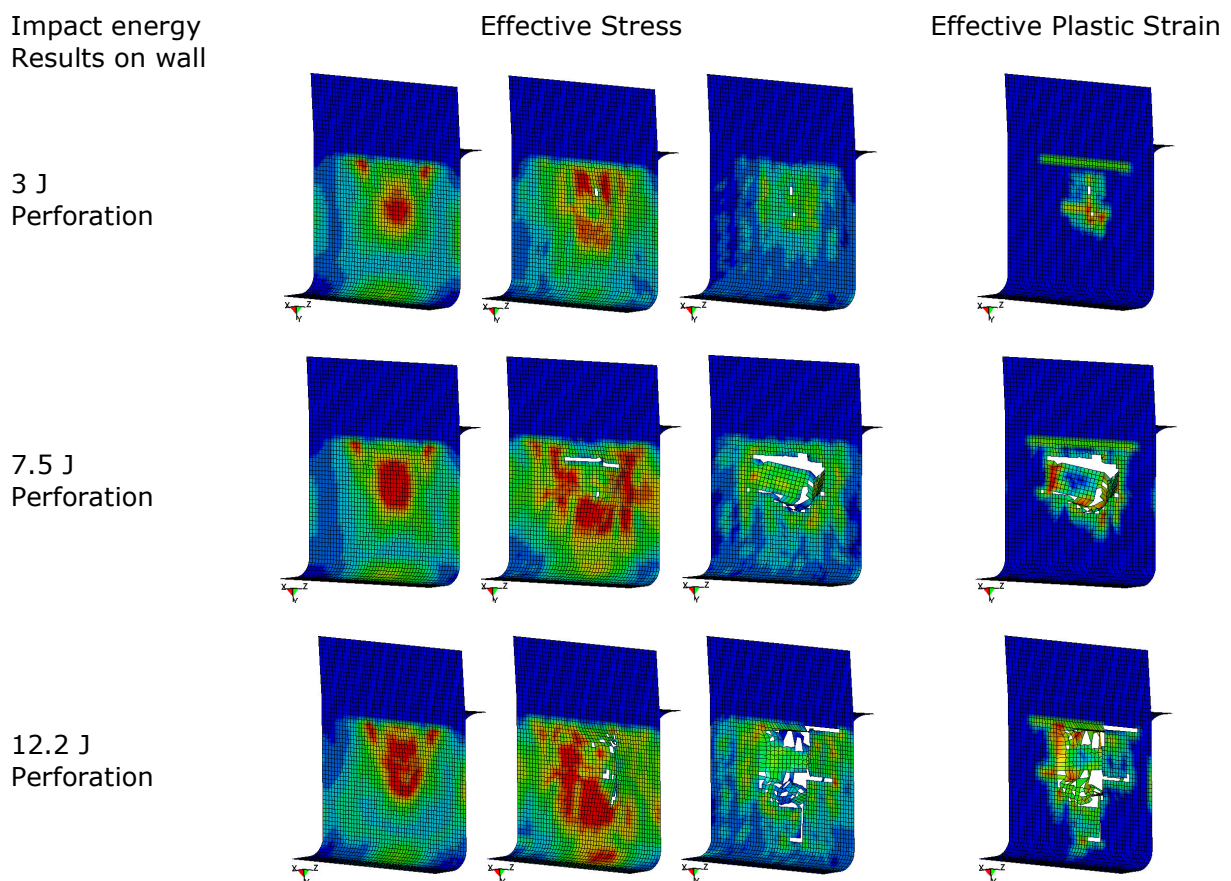 Impact energy
Results on wall
Effective Stress
Effective Plastic Strain
3 J
Perforation
X Z
Y
X Z
Y
X Z
Y
X Z
Y
7.5 J
Perforation
X Z
Y
X Z
Y
X Z
Y
X Z
Y
12.2 J
Perforation
X Z
Y
X Z
Y
X Z
Y
X Z
Y